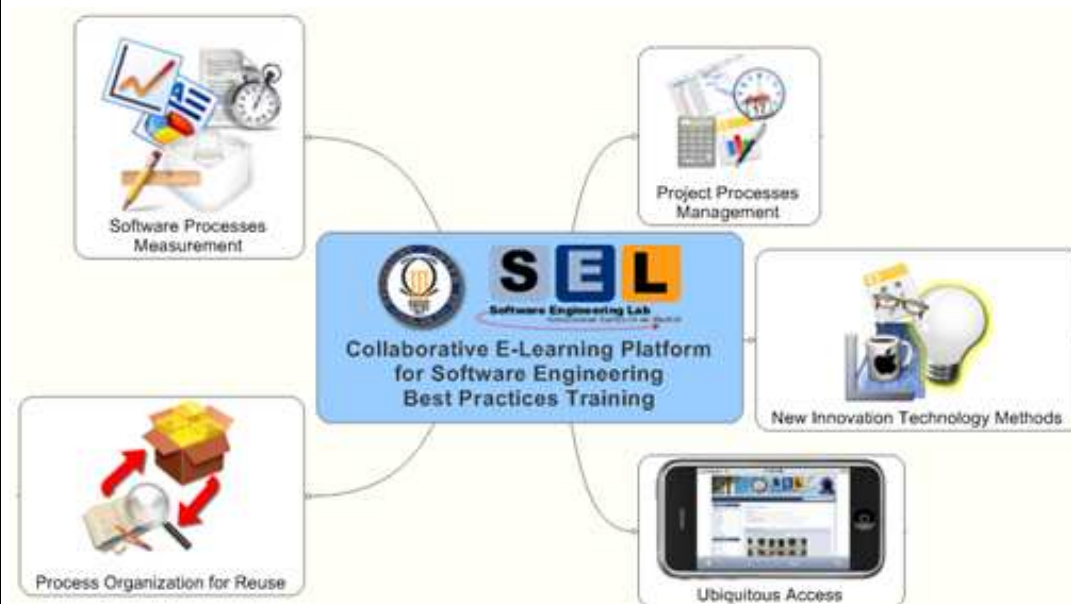 Software Processes
Measurement
Project Processes
Management
SEL
Software Engineering Lab
Collaborative E-Learning Platform
for Software Engineering
Best Practices Training
New Innovation Technology Methods
Process Organization for Reuse
Ubiquitous Access